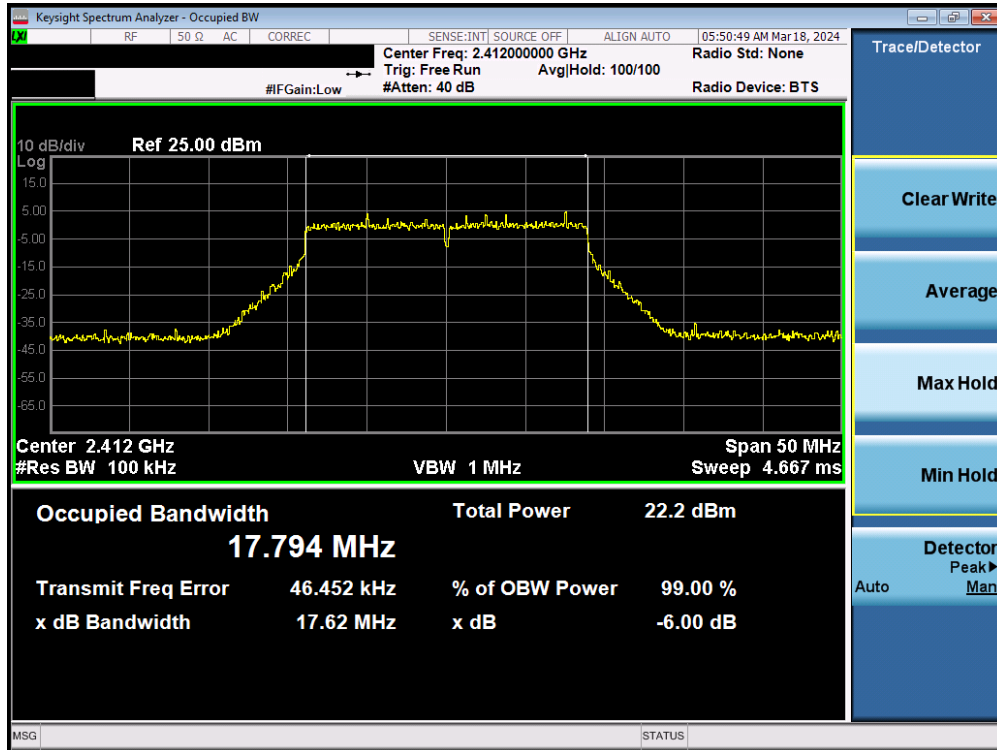 Keysight Spectrum Analyzer - Occupied BW
LXI
RF
50 Ω
AC
CORREC
SENSE:INT
SOURCE OFF
ALIGN AUTO
05:50:49 AM Mar 18, 2024
Center Freq: 2.412000000 GHz
Radio Std: None
Trig: Free Run
Avg|Hold: 100/100
#IFGain:Low
#Atten: 40 dB
Radio Device: BTS
10 dB/div
Ref 25.00 dBm
Log
15.0
5.00
-5.00
-15.0
-25.0
-35.0
-45.0
-55.0
-65.0
Center 2.412 GHz
Span 50 MHz
#Res BW 100 kHz
VBW 1 MHz
Sweep 4.667 ms
Occupied Bandwidth
17.794 MHz
Total Power
22.2 dBm
Transmit Freq Error
46.452 kHz
% of OBW Power
99.00 %
x dB Bandwidth
17.62 MHz
x dB
-6.00 dB
Trace/Detector
Clear Write
Average
Max Hold
Min Hold
Detector
Peak▶
Auto
Man
MSG
STATUS